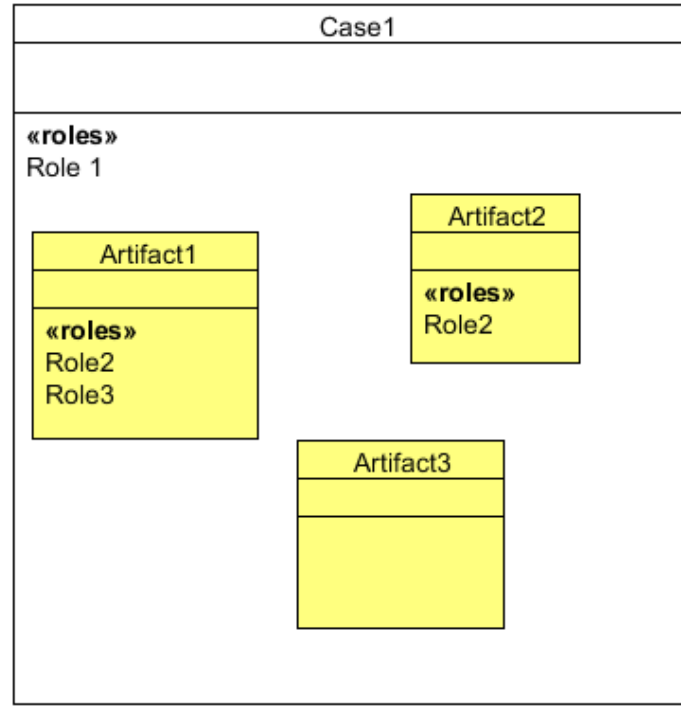 Case1
«roles»
Role 1
Artifact1
«roles»
Role2
Role3
Artifact2
«roles»
Role2
Artifact3